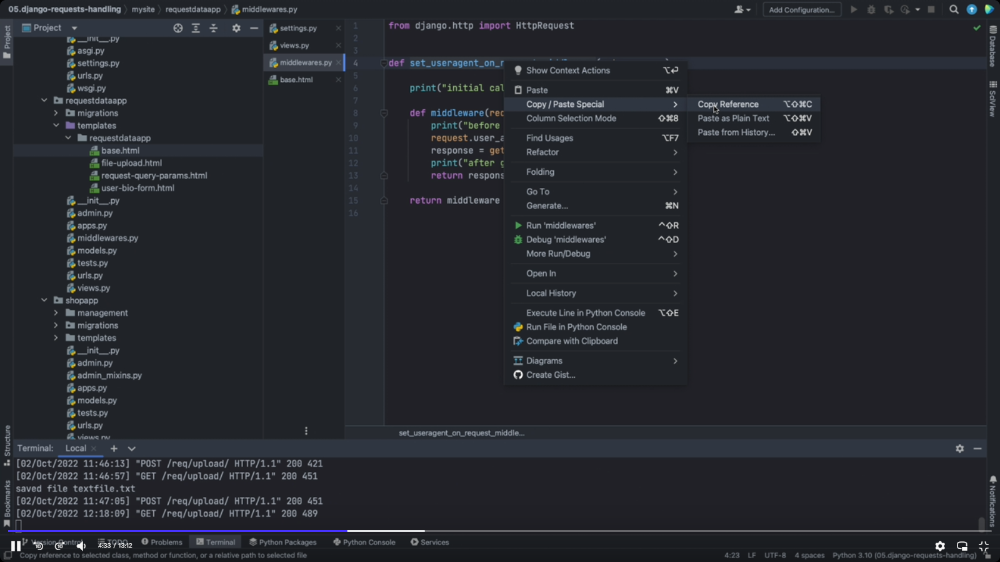 05.django-requests-handling mysite requestdataapp middlewares.py
Add Configuration...
Project
Project
__init__.py
asgi.py
settings.py
urls.py
wsgi.py
requestdataapp
migrations
templates
requestdataapp
base.html
file-upload.html
request-query-params.html
user-bio-form.html
__init__.py
admin.py
apps.py
middlewares.py
models.py
tests.py
urls.py
views.py
shopapp
management
migrations
templates
__init__.py
admin.py
admin_mixins.py
apps.py
models.py
tests.py
urls.py
views.py
settings.py
views.py
middlewares.py
base.html
1 from django.http import HttpRequest
2
3
4 def set_useragent_on_r
5
6 print("initial cal
7
8 def middleware(req
9 print("before
10 request.user_a
11 response = get
12 print("after g
13 return respons
14
15 return middleware
16
Show Context Actions ⌥↩
Paste ⌘V
Copy / Paste Special
Column Selection Mode ⇧⌘8
Find Usages ⌥F7
Refactor
Folding
Go To
Generate... ⌘N
Run 'middlewares' ^⇧R
Debug 'middlewares' ^⇧D
More Run/Debug
Open In
Local History
Execute Line in Python Console ⌥⇧E
Run File in Python Console
Compare with Clipboard
Diagrams
Create Gist...
Copy Reference ⌥⇧⌘C
Paste as Plain Text ⌥⇧⌘V
Paste from History... ⇧⌘V
Database
SciView
Notifications
Structure
Bookmarks
set_useragent_on_request_middle...
Terminal: Local
[02/Oct/2022 11:46:13] "POST /req/upload/ HTTP/1.1" 200 421
[02/Oct/2022 11:46:57] "GET /req/upload/ HTTP/1.1" 200 451
saved file textfile.txt
[02/Oct/2022 11:47:05] "POST /req/upload/ HTTP/1.1" 200 451
[02/Oct/2022 12:18:09] "GET /req/upload/ HTTP/1.1" 200 489
Version Control TODO Problems Terminal Python Packages Python Console Services
10 10 4:33 / 13:12
Copy reference to selected class, method or function, or a relative path to selected file
4:23 LF UTF-8 4 spaces Python 3.10 (05.django-requests-handling)